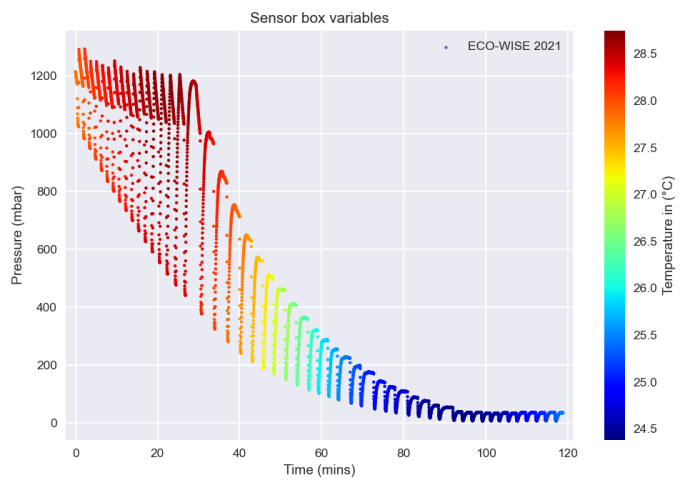 Sensor box variables
ECO-WISE 2021
Pressure (mbar)
1200
1000
800
600
400
200
0
0 20 40 60 80 100 120
Time (mins)
28.5
28.0
27.5
27.0
26.5
26.0
25.5
25.0
24.5
Temperature in (°C)